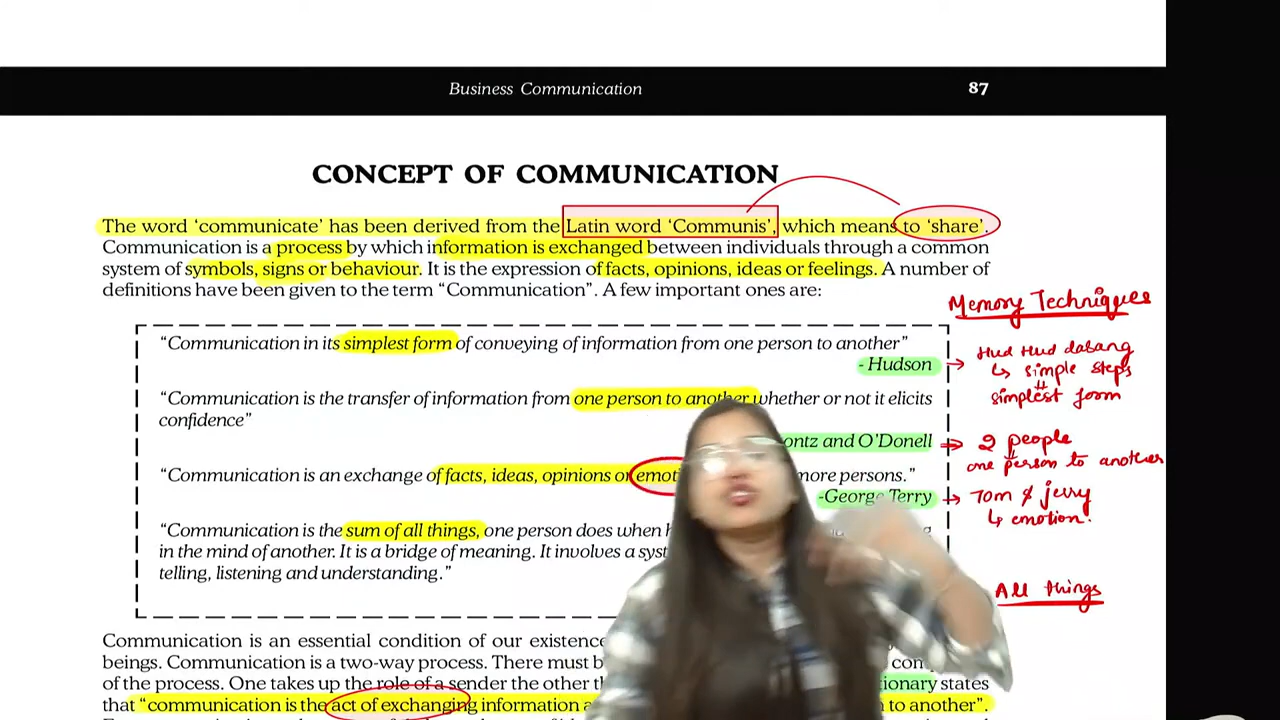 Business Communication 87
CONCEPT OF COMMUNICATION
The word ‘communicate’ has been derived from the Latin word ‘Communis’, which means to ‘share’.
Communication is a process by which information is exchanged between individuals through a common
system of symbols, signs or behaviour. It is the expression of facts, opinions, ideas or feelings. A number of
definitions have been given to the term “Communication”. A few important ones are:
Memory Techniques
“Communication in its simplest form of conveying of information from one person to another”
- Hudson
Hud Hud dabang
simple steps
simplest form
“Communication is the transfer of information from one person to another whether or not it elicits
confidence”
ontz and O’Donell
2 people
one person to another
“Communication is an exchange of facts, ideas, opinions or emot more persons.”
-George Terry
Tom & jerry
emotion.
“Communication is the sum of all things, one person does when
in the mind of another. It is a bridge of meaning. It involves a syst
telling, listening and understanding.”
All things
Communication is an essential condition of our existence
beings. Communication is a two-way process. There must b
of the process. One takes up the role of a sender the other th tionary states
that “communication is the act of exchanging information to another”.